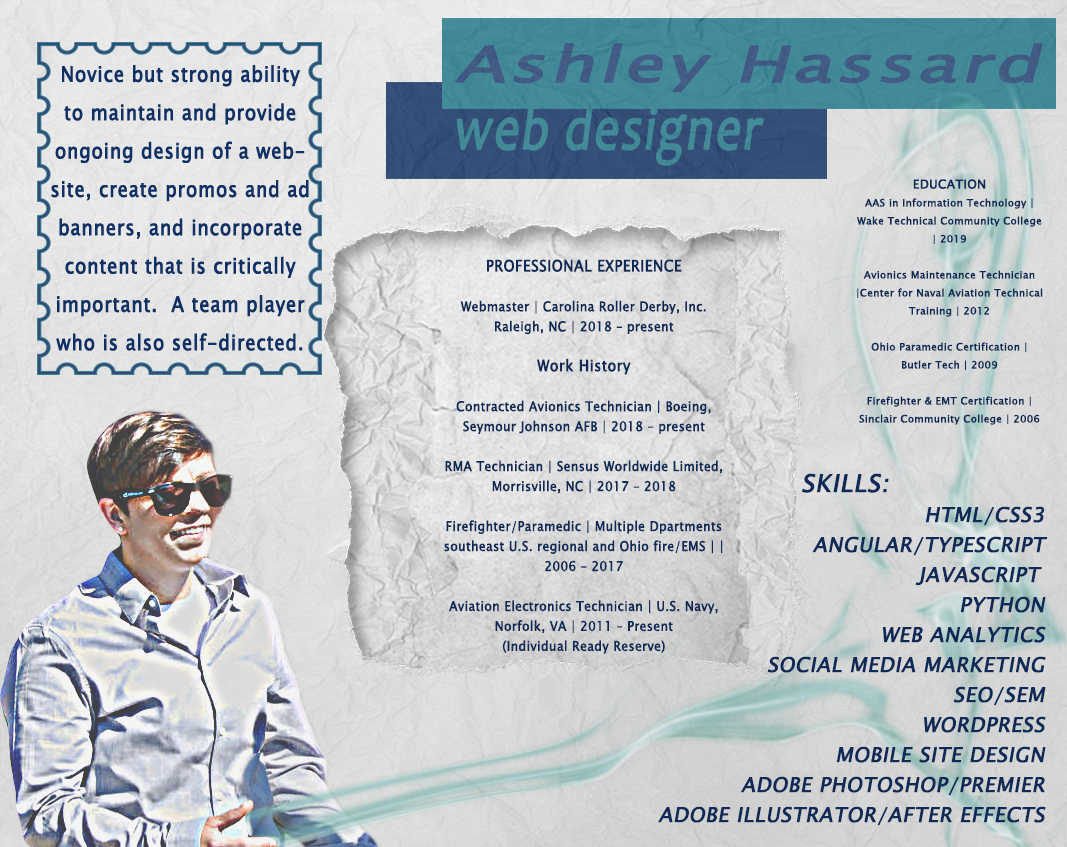 Ashley Hassard
web designer
Novice but strong ability
to maintain and provide
ongoing design of a web-
site, create promos and ad
banners, and incorporate
content that is critically
important.  A team player
who is also self-directed.
PROFESSIONAL EXPERIENCE
Webmaster | Carolina Roller Derby, Inc.
Raleigh, NC | 2018 - present
Work History
Contracted Avionics Technician | Boeing,
Seymour Johnson AFB | 2018 - present
RMA Technician | Sensus Worldwide Limited,
Morrisville, NC | 2017 - 2018
Firefighter/Paramedic | Multiple Dpartments
southeast U.S. regional and Ohio fire/EMS | |
2006 - 2017
Aviation Electronics Technician | U.S. Navy,
Norfolk, VA | 2011 - Present
(Individual Ready Reserve)
EDUCATION
AAS in Information Technology |
Wake Technical Community College
| 2019
Avionics Maintenance Technician
|Center for Naval Aviation Technical
Training | 2012
Ohio Paramedic Certification |
Butler Tech | 2009
Firefighter & EMT Certification |
Sinclair Community College | 2006
SKILLS:
HTML/CSS3
ANGULAR/TYPESCRIPT
JAVASCRIPT
PYTHON
WEB ANALYTICS
SOCIAL MEDIA MARKETING
SEO/SEM
WORDPRESS
MOBILE SITE DESIGN
ADOBE PHOTOSHOP/PREMIER
ADOBE ILLUSTRATOR/AFTER EFFECTS